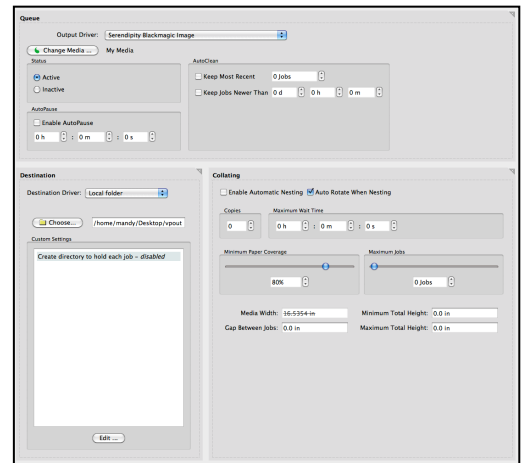 Queue
Output Driver: Serendipity Blackmagic Image
Change Media ... My Media
Status
Active
Inactive
AutoPause
Enable AutoPause
0 h : 0 m : 0 s
AutoClean
Keep Most Recent 0 Jobs
Keep Jobs Newer Than 0 d 0 h 0 m
Destination
Destination Driver: Local folder
Choose... /home/mandy/Desktop/vpout
Custom Settings
Create directory to hold each job - disabled
Edit ...
Collating
Enable Automatic Nesting Auto Rotate When Nesting
Copies
0
Maximum Wait Time
0 h : 0 m : 0 s
Minimum Paper Coverage
80%
Maximum Jobs
0 Jobs
Media Width: 16.5354 in Minimum Total Height: 0.0 in
Gap Between Jobs: 0.0 in Maximum Total Height: 0.0 in